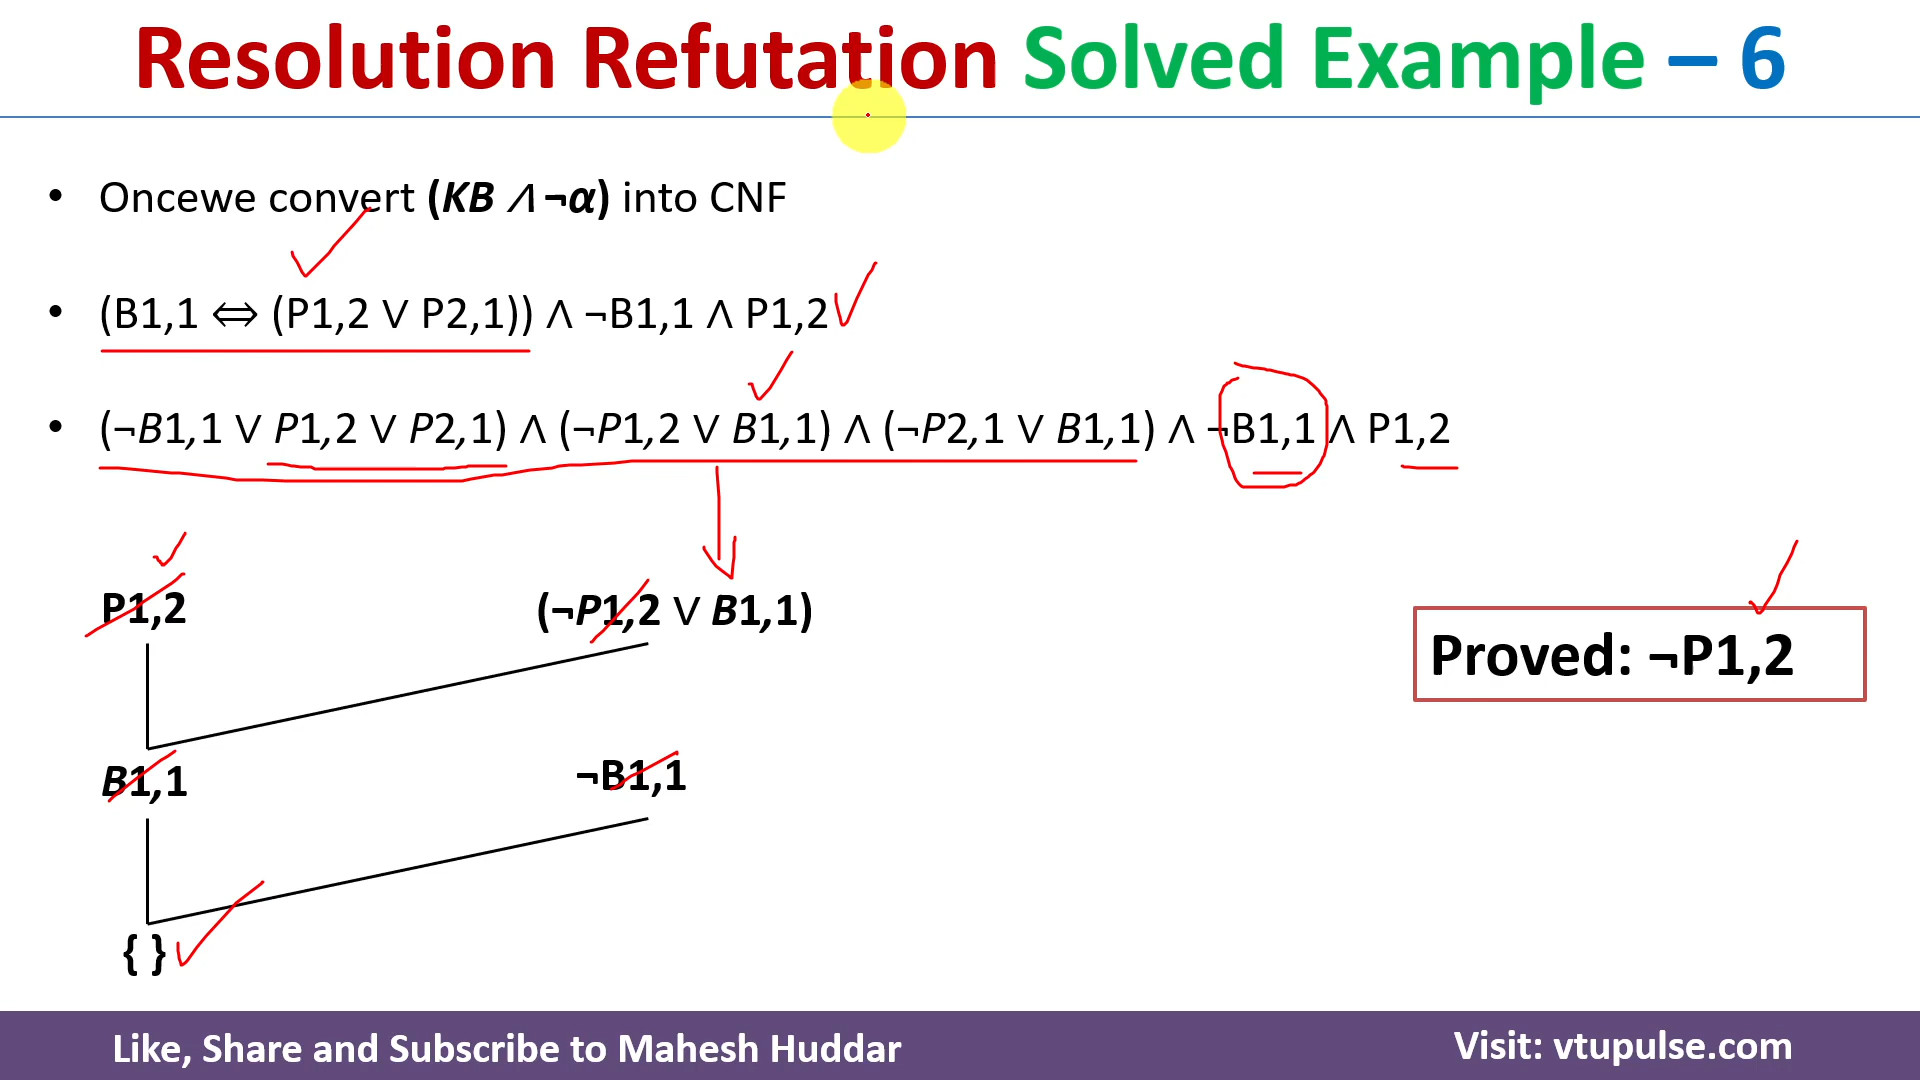 Resolution Refutation Solved Example – 6
• Oncewe convert (KB Λ ¬α) into CNF
• (B1,1 ⇔ (P1,2 ∨ P2,1)) ∧ ¬B1,1 ∧ P1,2
• (¬B1,1 ∨ P1,2 ∨ P2,1) ∧ (¬P1,2 ∨ B1,1) ∧ (¬P2,1 ∨ B1,1) ∧ ¬B1,1 ∧ P1,2
P1,2 (¬P1,2 ∨ B1,1)
Proved: ¬P1,2
B1,1 ¬B1,1
{ }
Like, Share and Subscribe to Mahesh Huddar Visit: vtupulse.com